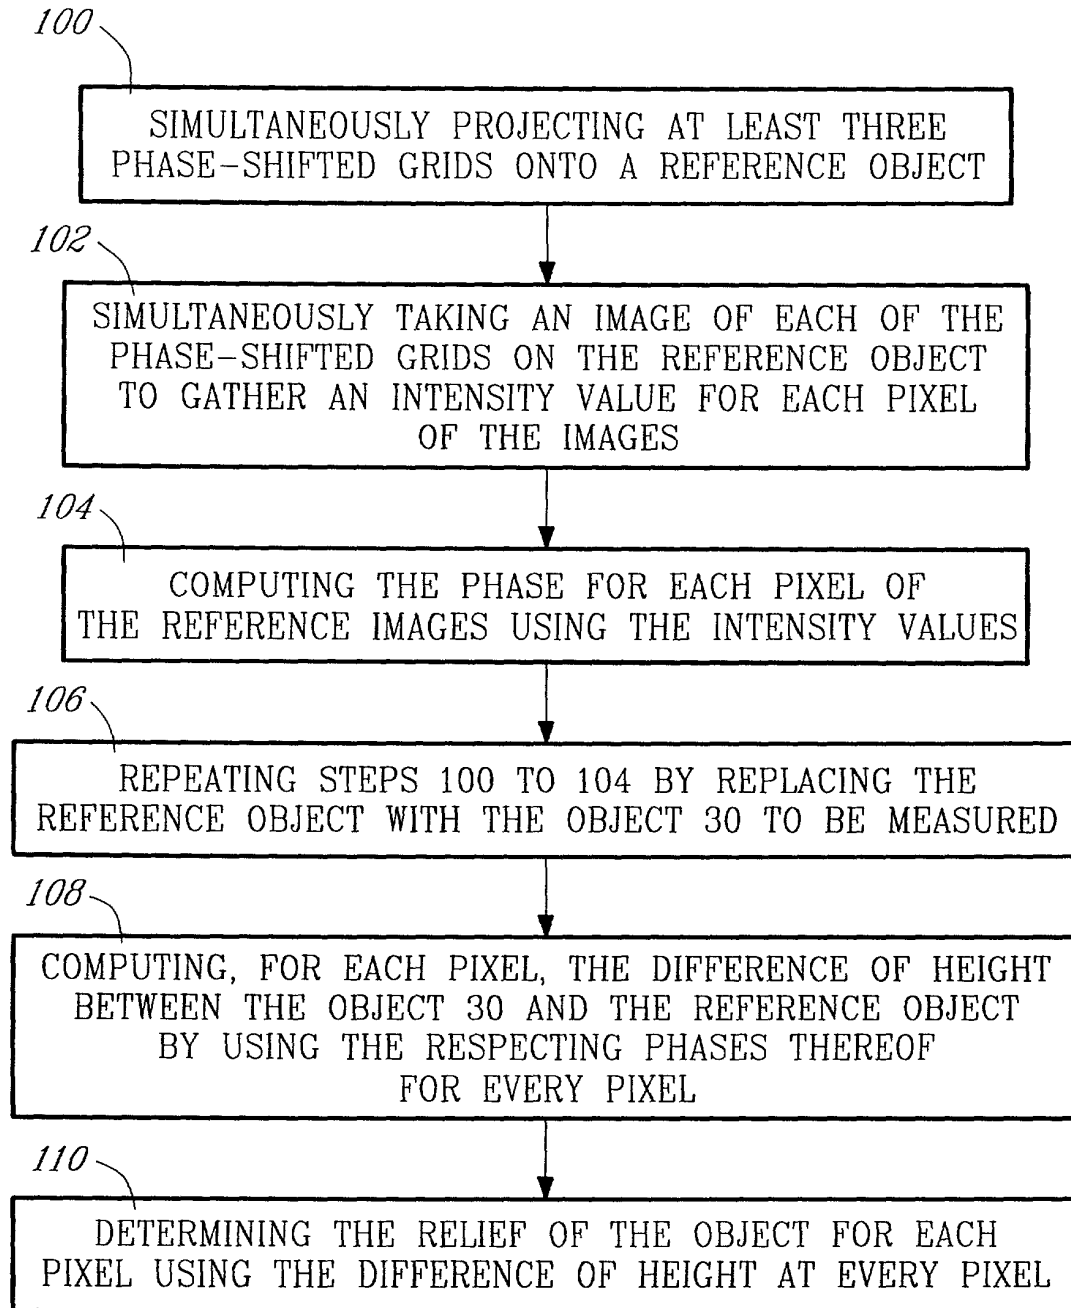 100
SIMULTANEOUSLY PROJECTING AT LEAST THREE
PHASE-SHIFTED GRIDS ONTO A REFERENCE OBJECT
102
SIMULTANEOUSLY TAKING AN IMAGE OF EACH OF THE
PHASE-SHIFTED GRIDS ON THE REFERENCE OBJECT
TO GATHER AN INTENSITY VALUE FOR EACH PIXEL
OF THE IMAGES
104
COMPUTING THE PHASE FOR EACH PIXEL OF
THE REFERENCE IMAGES USING THE INTENSITY VALUES
106
REPEATING STEPS 100 TO 104 BY REPLACING THE
REFERENCE OBJECT WITH THE OBJECT 30 TO BE MEASURED
108
COMPUTING, FOR EACH PIXEL, THE DIFFERENCE OF HEIGHT
BETWEEN THE OBJECT 30 AND THE REFERENCE OBJECT
BY USING THE RESPECTING PHASES THEREOF
FOR EVERY PIXEL
110
DETERMINING THE RELIEF OF THE OBJECT FOR EACH
PIXEL USING THE DIFFERENCE OF HEIGHT AT EVERY PIXEL